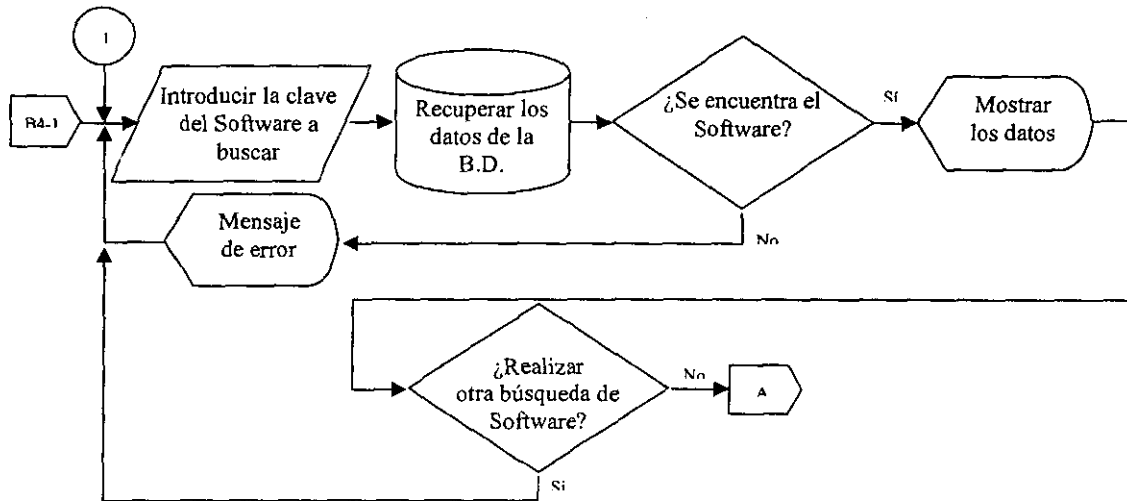 1
B4-1
Introducir la clave
del Software a
buscar
Recuperar los
datos de la
B.D.
¿Se encuentra el
Software?
Sí
Mostrar
los datos
No
Mensaje
de error
¿Realizar
otra búsqueda de
Software?
No
A
Si